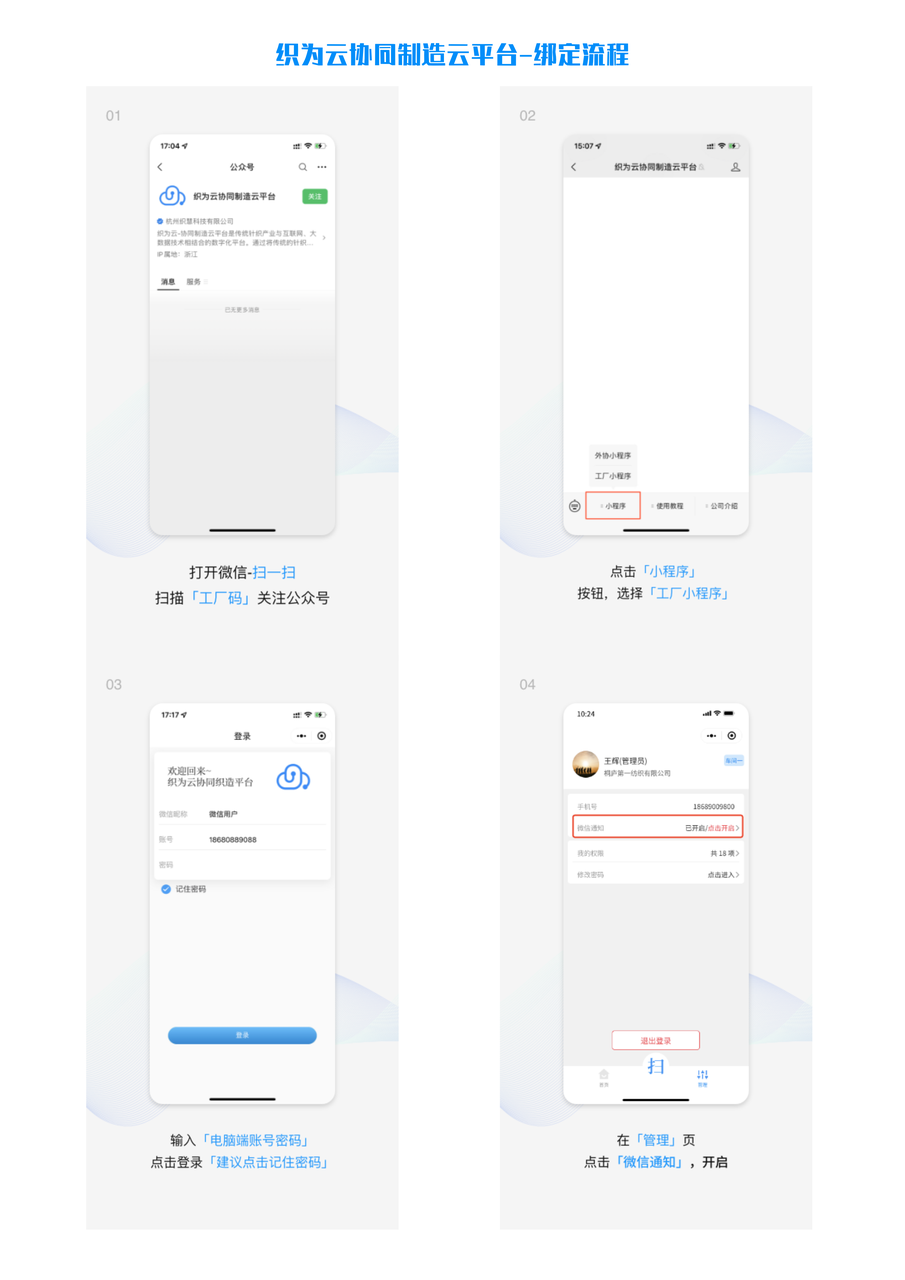 织为云协同制造云平台-绑定流程
01
17:04
公众号
织为云协同制造云平台
关注
杭州织慧科技有限公司
织为云-协同制造云平台是传统针织产业与互联网、大
数据技术相结合的数字化平台。通过将传统的针织...
IP属地：浙江
消息 服务
已无更多消息
打开微信-扫一扫
扫描「工厂码」关注公众号
02
15:07
织为云协同制造云平台
外协小程序
工厂小程序
小程序 使用教程 公司介绍
点击「小程序」
按钮，选择「工厂小程序」
03
17:17
登录
欢迎回来~
织为云协同织造平台
微信昵称 微信用户
账号 18680889088
密码
记住密码
登录
输入「电脑端账号密码」
点击登录「建议点击记住密码」
04
10:24
王辉(管理员)
车间一
桐庐第一纺织有限公司
手机号 18689009800
微信通知 已开启/点击开启
我的权限 共 18 项
修改密码 点击进入
退出登录
扫
首页
管理
在「管理」页
点击「微信通知」，开启